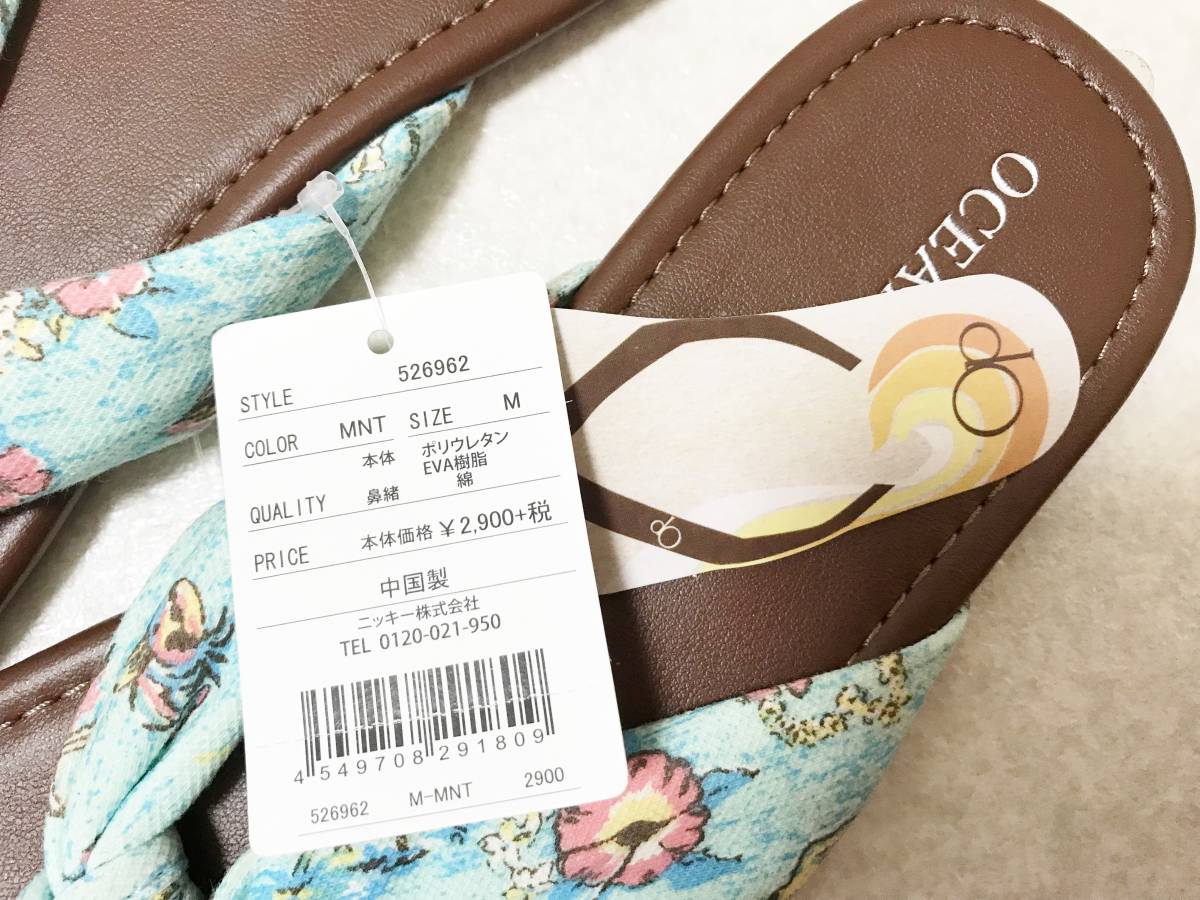 STYLE 526962
COLOR MNT SIZE M
QUALITY 本体 ポリウレタン
EVA樹脂
鼻緒 綿
PRICE 本体価格 ¥2,900+税
中国製
ニッキー株式会社
TEL 0120-021-950
4 549708 291809
526962 M-MNT 2900
op
op